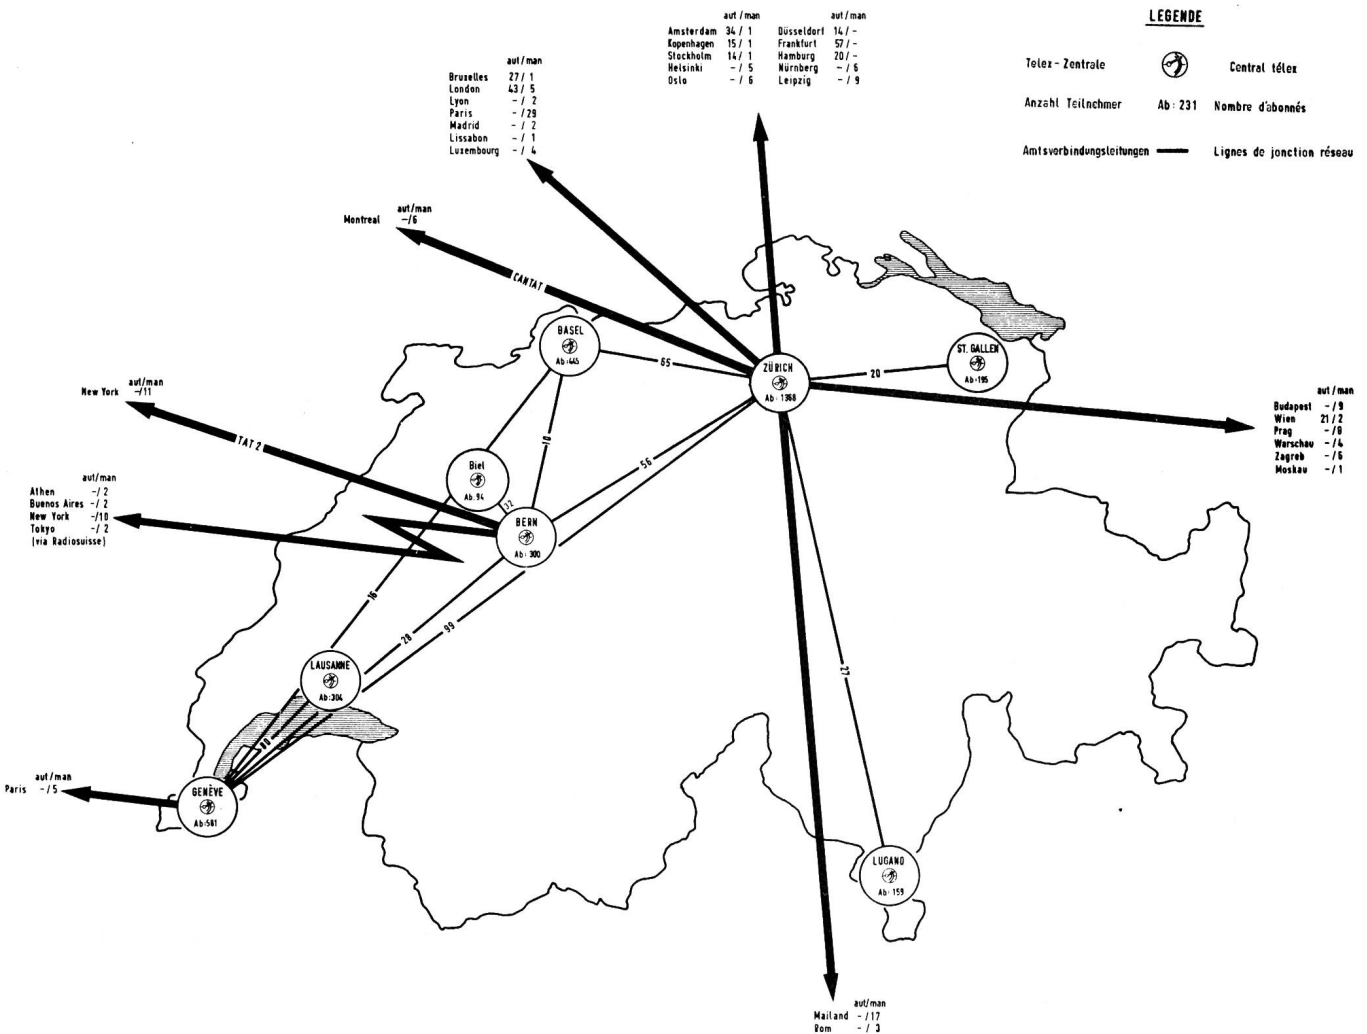 LEGENDE
Telex - Zentrale Central télex
Anzahl Teilnehmer Ab: 231 Nombre d'abonnés
Amtsverbindungsleitungen Lignes de jonction réseau
aut / man aut / man
Amsterdam 34 / 1 Düsseldorf 14 / -
Kopenhagen 15 / 1 Frankfurt 57 / -
Stockholm 14 / 1 Hamburg 20 / -
Helsinki - / 5 Nürnberg - / 6
Oslo - / 6 Leipzig - / 9
aut / man
Bruxelles 27 / 1
London 43 / 5
Lyon - / 2
Paris - / 29
Madrid - / 2
Lissabon - / 1
Luxembourg - / 4
aut/man
Montreal -/6
CANTAT
BASEL
Ab: 445
65
ZÜRICH
Ab: 1368
20
ST. GALLEN
Ab: 195
aut/man
New York -/11
TAT 2
aut / man
Budapest - / 9
Wien 21 / 2
Prag
Warschau - / 4
Zagreb - / 6
Moskau - / 1
10
56
Biel
Ab: 94
32
aut/man
Athen -/ 2
Buenos Aires -/ 2
New York -/10
Tokyo -/ 2
(via Radiosuisse)
BERN
Ab: 300
16
28
99
LAUSANNE
Ab: 304
27
aut/man
Paris -/5
GENÈVE
Ab: 581
LUGANO
Ab: 159
aut/man
Mailand - / 17
Rom - / 3